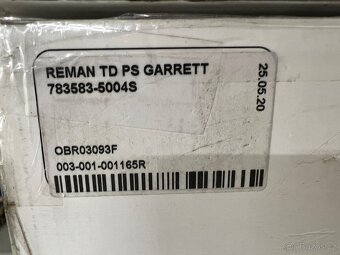 REMAN TD PS GARRETT
783583-5004S
25.05.20
OBR03093F
003-001-001165R